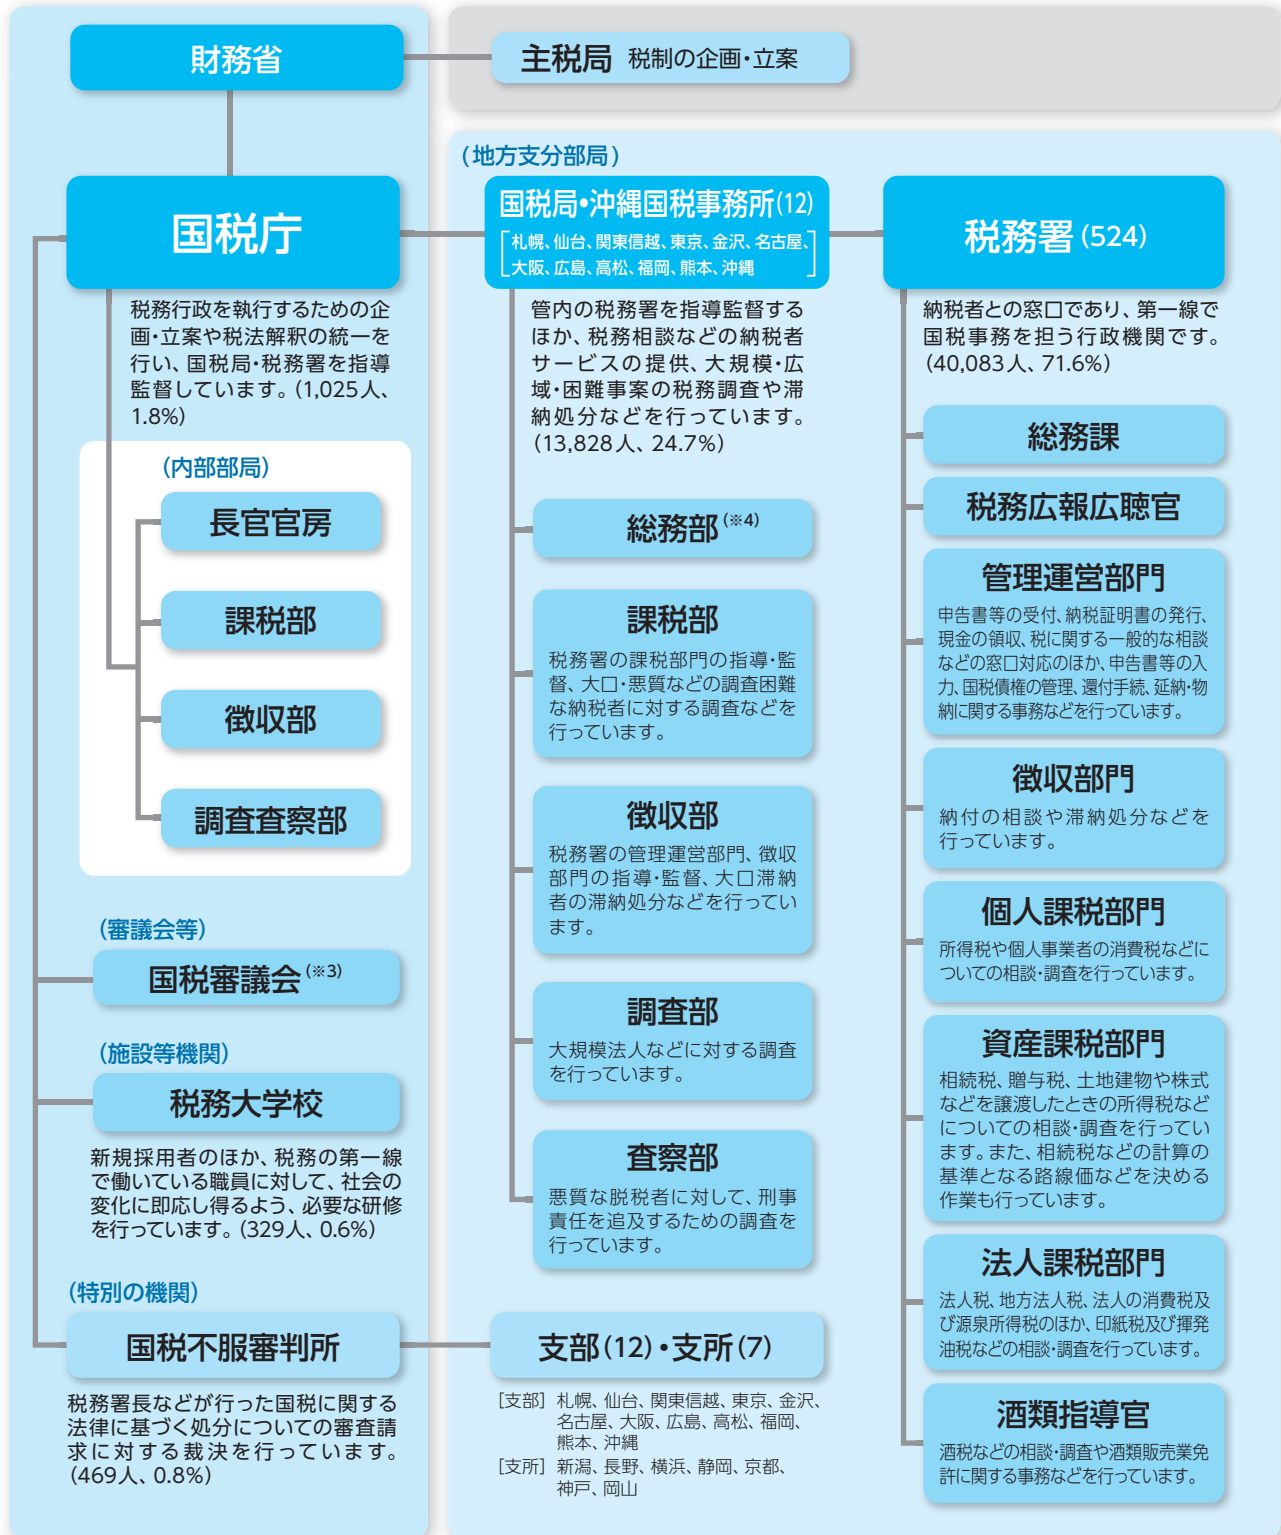 財務省
主税局 税制の企画・立案
国税庁
税務行政を執行するための企
画・立案や税法解釈の統一を
行い、国税局・税務署を指導
監督しています。(1,025人、
1.8%)
(内部部局)
長官官房
課税部
徴収部
調査査察部
(審議会等)
国税審議会(※3)
(施設等機関)
税務大学校
新規採用者のほか、税務の第一線
で働いている職員に対して、社会の
変化に即応し得るよう、必要な研修
を行っています。(329人、0.6%)
(特別の機関)
国税不服審判所
税務署長などが行った国税に関する
法律に基づく処分についての審査請
求に対する裁決を行っています。
(469人、0.8%)
(地方支分部局)
国税局・沖縄国税事務所(12)
[札幌、仙台、関東信越、東京、金沢、名古屋、
大阪、広島、高松、福岡、熊本、沖縄]
管内の税務署を指導監督する
ほか、税務相談などの納税者
サービスの提供、大規模・広
域・困難事案の税務調査や滞
納処分などを行っています。
(13,828人、24.7%)
総務部(※4)
課税部
税務署の課税部門の指導・監
督、大口・悪質などの調査困難
な納税者に対する調査などを
行っています。
徴収部
税務署の管理運営部門、徴収
部門の指導・監督、大口滞納
者の滞納処分などを行ってい
ます。
調査部
大規模法人などに対する調査
を行っています。
査察部
悪質な脱税者に対して、刑事
責任を追及するための調査を
行っています。
支部(12)・支所(7)
[支部] 札幌、仙台、関東信越、東京、金沢、
名古屋、大阪、広島、高松、福岡、
熊本、沖縄
[支所] 新潟、長野、横浜、静岡、京都、
神戸、岡山
税務署(524)
納税者との窓口であり、第一線で
国税事務を担う行政機関です。
(40,083人、71.6%)
総務課
税務広報広聴官
管理運営部門
申告書等の受付、納税証明書の発行、
現金の領収、税に関する一般的な相談
などの窓口対応のほか、申告書等の入
力、国税債権の管理、還付手続、延納・物
納に関する事務などを行っています。
徴収部門
納付の相談や滞納処分などを
行っています。
個人課税部門
所得税や個人事業者の消費税などに
ついての相談・調査を行っています。
資産課税部門
相続税、贈与税、土地建物や株式
などを譲渡したときの所得税など
についての相談・調査を行ってい
ます。また、相続税などの計算の
基準となる路線価などを決める
作業も行っています。
法人課税部門
法人税、地方法人税、法人の消費税及
び源泉所得税のほか、印紙税及び揮発
油税などの相談・調査を行っています。
酒類指導官
酒税などの相談・調査や酒類販売業免
許に関する事務などを行っています。